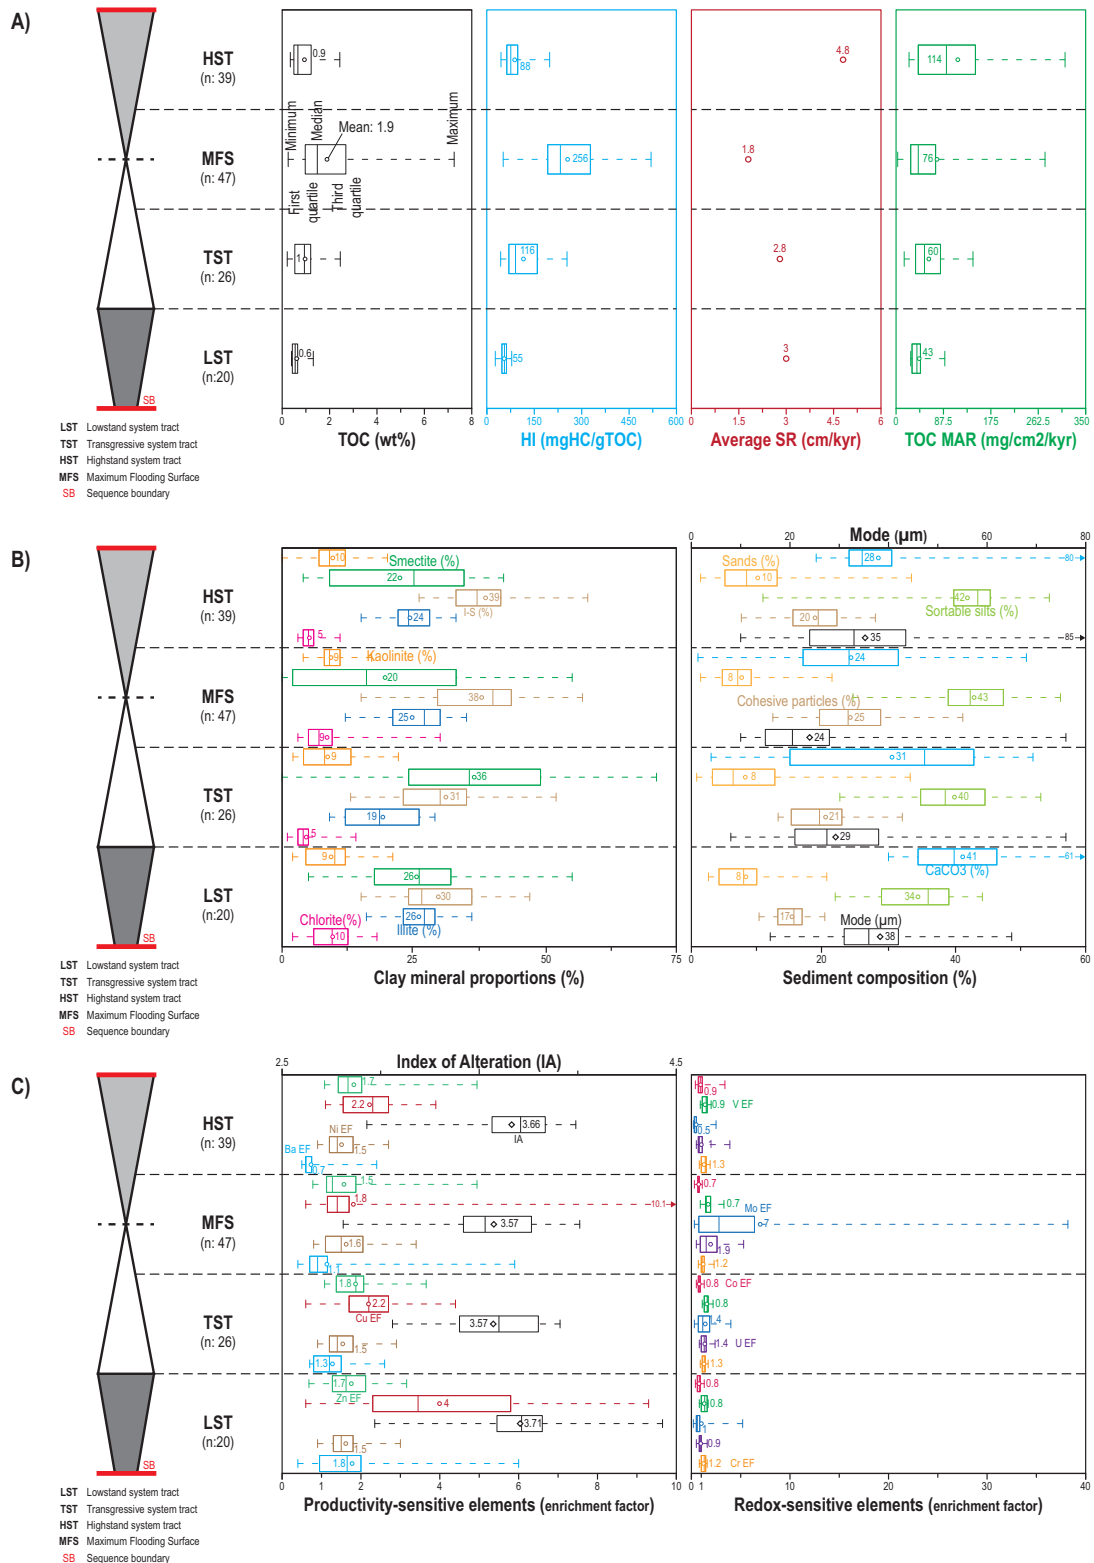 A)
HST
(n: 39)
MFS
(n: 47)
TST
(n: 26)
LST
(n:20)
SB
LST Lowstand system tract
TST Transgressive system tract
HST Highstand system tract
MFS Maximum Flooding Surface
SB Sequence boundary
0.9
Minimum
Median
Mean: 1.9
Maximum
First quartile
Third quartile
1
0.6
0 2 4 6 8
TOC (wt%)
88
256
116
55
0 150 300 450 600
HI (mgHC/gTOC)
4.8
1.8
2.8
3
0 1.8 3 4.5 6
Average SR (cm/kyr)
114
76
60
43
0 87.5 175 262.5 350
TOC MAR (mg/cm2/kyr)
B)
HST
(n: 39)
MFS
(n: 47)
TST
(n: 26)
LST
(n:20)
SB
LST Lowstand system tract
TST Transgressive system tract
HST Highstand system tract
MFS Maximum Flooding Surface
SB Sequence boundary
10
Smectite (%)
22
39
I-S (%)
24
5
Kaolinite (%)
9
20
38
25
9
9
36
31
19
5
9
26
30
26
Chlorite(%)
Illite (%)
10
0 25 50 75
Clay mineral proportions (%)
Mode (µm)
20 40 60 80
28
80
Sands (%)
10
42
Sortable silts (%)
20
35
85
24
8
Cohesive particles (%)
43
25
24
31
8
40
21
29
41
61
CaCO3 (%)
8
34
17
Mode (µm)
38
20 40 60
Sediment composition (%)
C)
HST
(n: 39)
MFS
(n: 47)
TST
(n: 26)
LST
(n:20)
SB
LST Lowstand system tract
TST Transgressive system tract
HST Highstand system tract
MFS Maximum Flooding Surface
SB Sequence boundary
2.5 4.5
Index of Alteration (IA)
1.7
2.2
3.66
IA
Ni EF
1.5
Ba EF
0.7
1.5
1.8
10.1
3.57
1.6
1.1
1.8
2.2
Cu EF
3.57
1.5
1.3
1.7
Zn EF
4
3.71
1.5
1.8
0 1 2 4 6 8 10
Productivity-sensitive elements (enrichment factor)
0.9
0.9 V EF
0.5
1
1.3
0.7
0.7
Mo EF
7
1.9
1.2
0.8 Co EF
0.8
1.4
1.4 U EF
1.3
0.8
0.8
1
0.9
1.2 Cr EF
0 1 10 20 30 40
Redox-sensitive elements (enrichment factor)